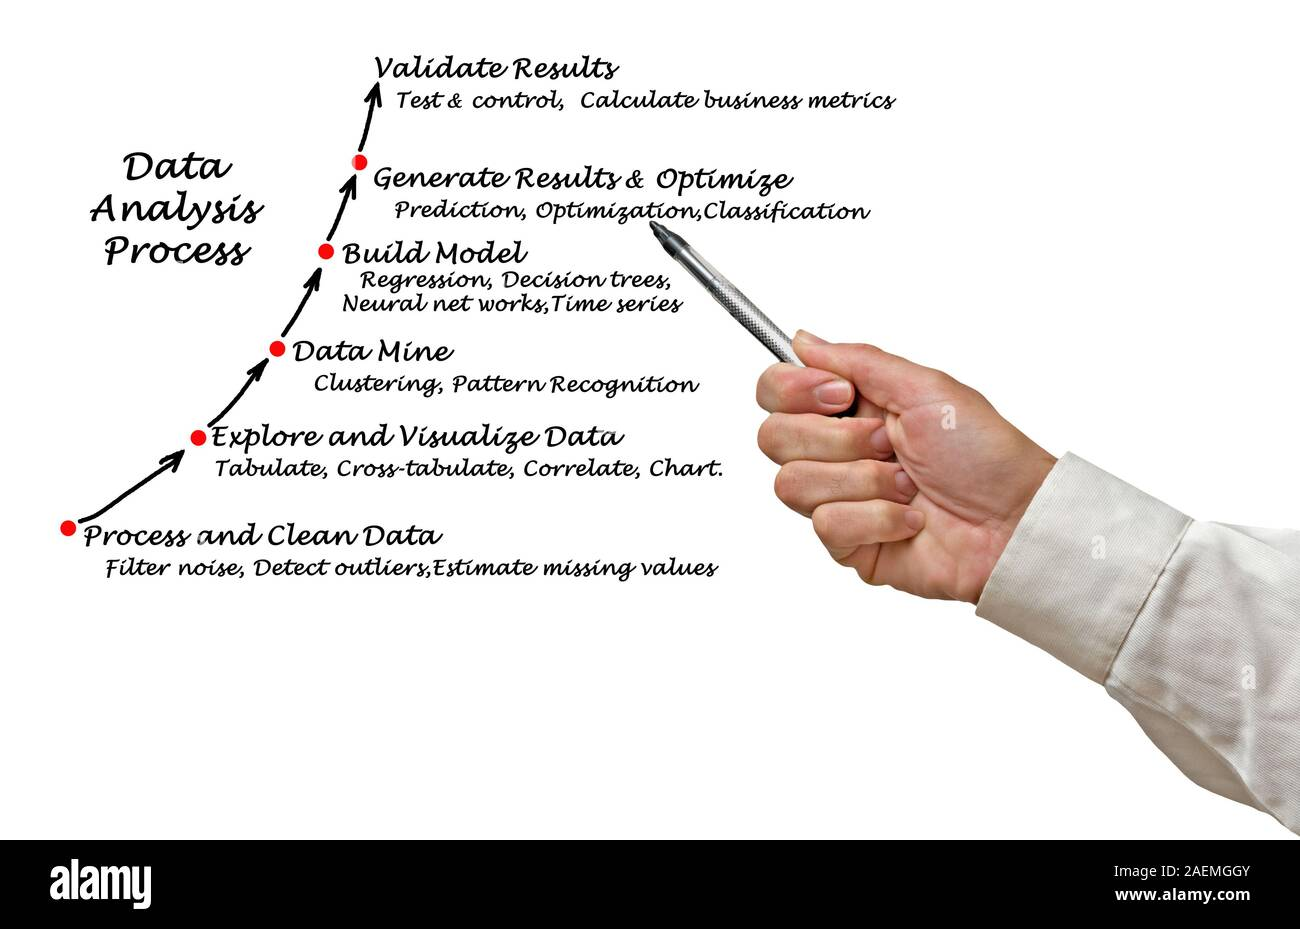 Validate Results
Test & control, Calculate business metrics
Data
Analysis
Process
Generate Results & Optimize
Prediction, Optimization,Classification
Build Model
Regression, Decision trees,
Neural net works,Time series
Data Mine
Clustering, Pattern Recognition
Explore and Visualize Data
Tabulate, Cross-tabulate, Correlate, Chart.
Process and Clean Data
Filter noise, Detect outliers,Estimate missing values
a
a
a
alamy
Image ID: 2AEMGGY
www.alamy.com